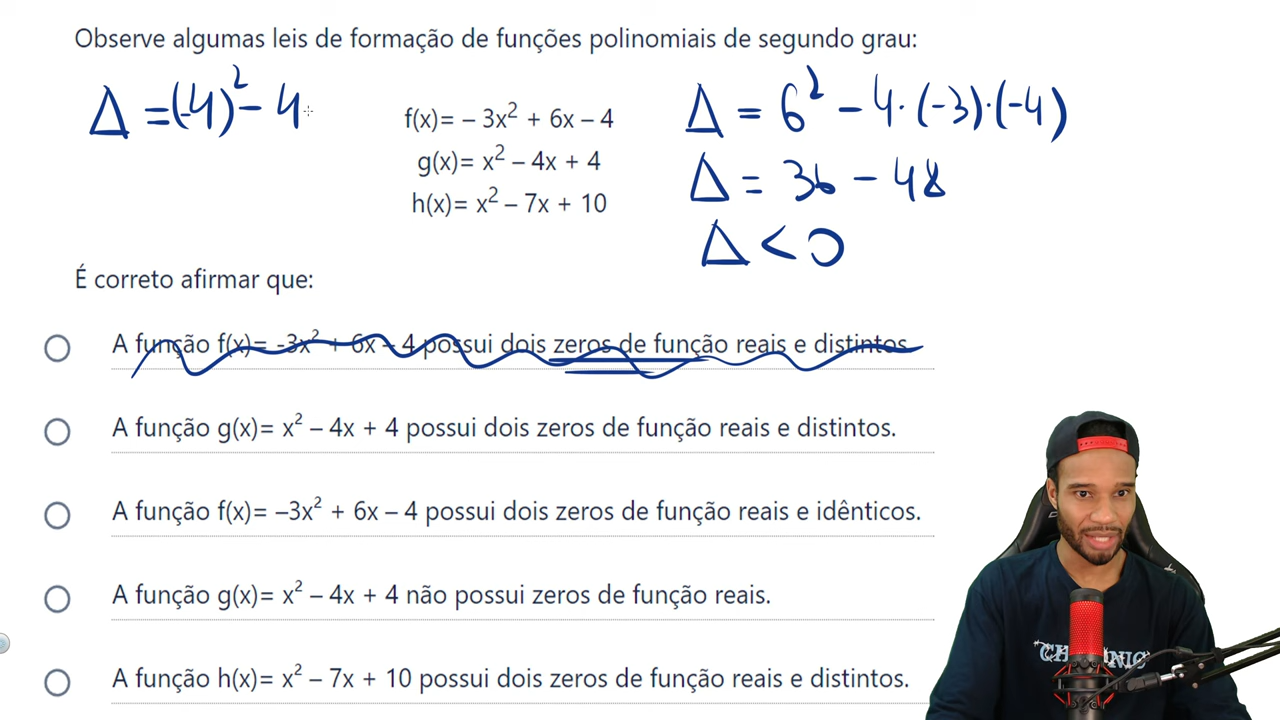 Observe algumas leis de formação de funções polinomiais de segundo grau:
Δ = (-4)² - 4
f(x)= – 3x² + 6x – 4
g(x)= x² – 4x + 4
h(x)= x² – 7x + 10
Δ = 6² - 4·(-3)·(-4)
Δ = 36 - 48
Δ < 0
É correto afirmar que:
A função f(x)= -3x² + 6x – 4 possui dois zeros de função reais e distintos.
A função g(x)= x² – 4x + 4 possui dois zeros de função reais e distintos.
A função f(x)= –3x² + 6x – 4 possui dois zeros de função reais e idênticos.
A função g(x)= x² – 4x + 4 não possui zeros de função reais.
A função h(x)= x² – 7x + 10 possui dois zeros de função reais e distintos.